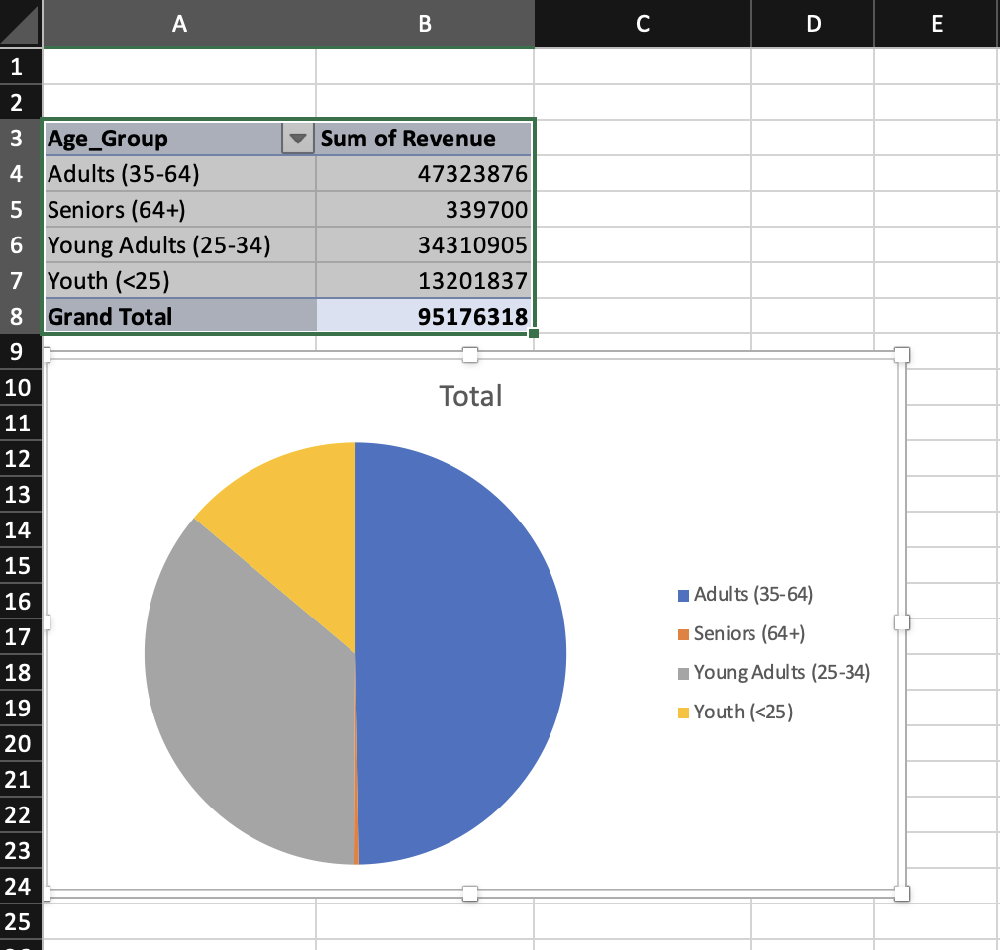 A B C D E
1
2
3 Age_Group Sum of Revenue
4 Adults (35-64) 47323876
5 Seniors (64+) 339700
6 Young Adults (25-34) 34310905
7 Youth (<25) 13201837
8 Grand Total 95176318
9
10 Total
11
12
13
14
15
16 Adults (35-64)
17 Seniors (64+)
18 Young Adults (25-34)
19 Youth (<25)
20
21
22
23
24
25